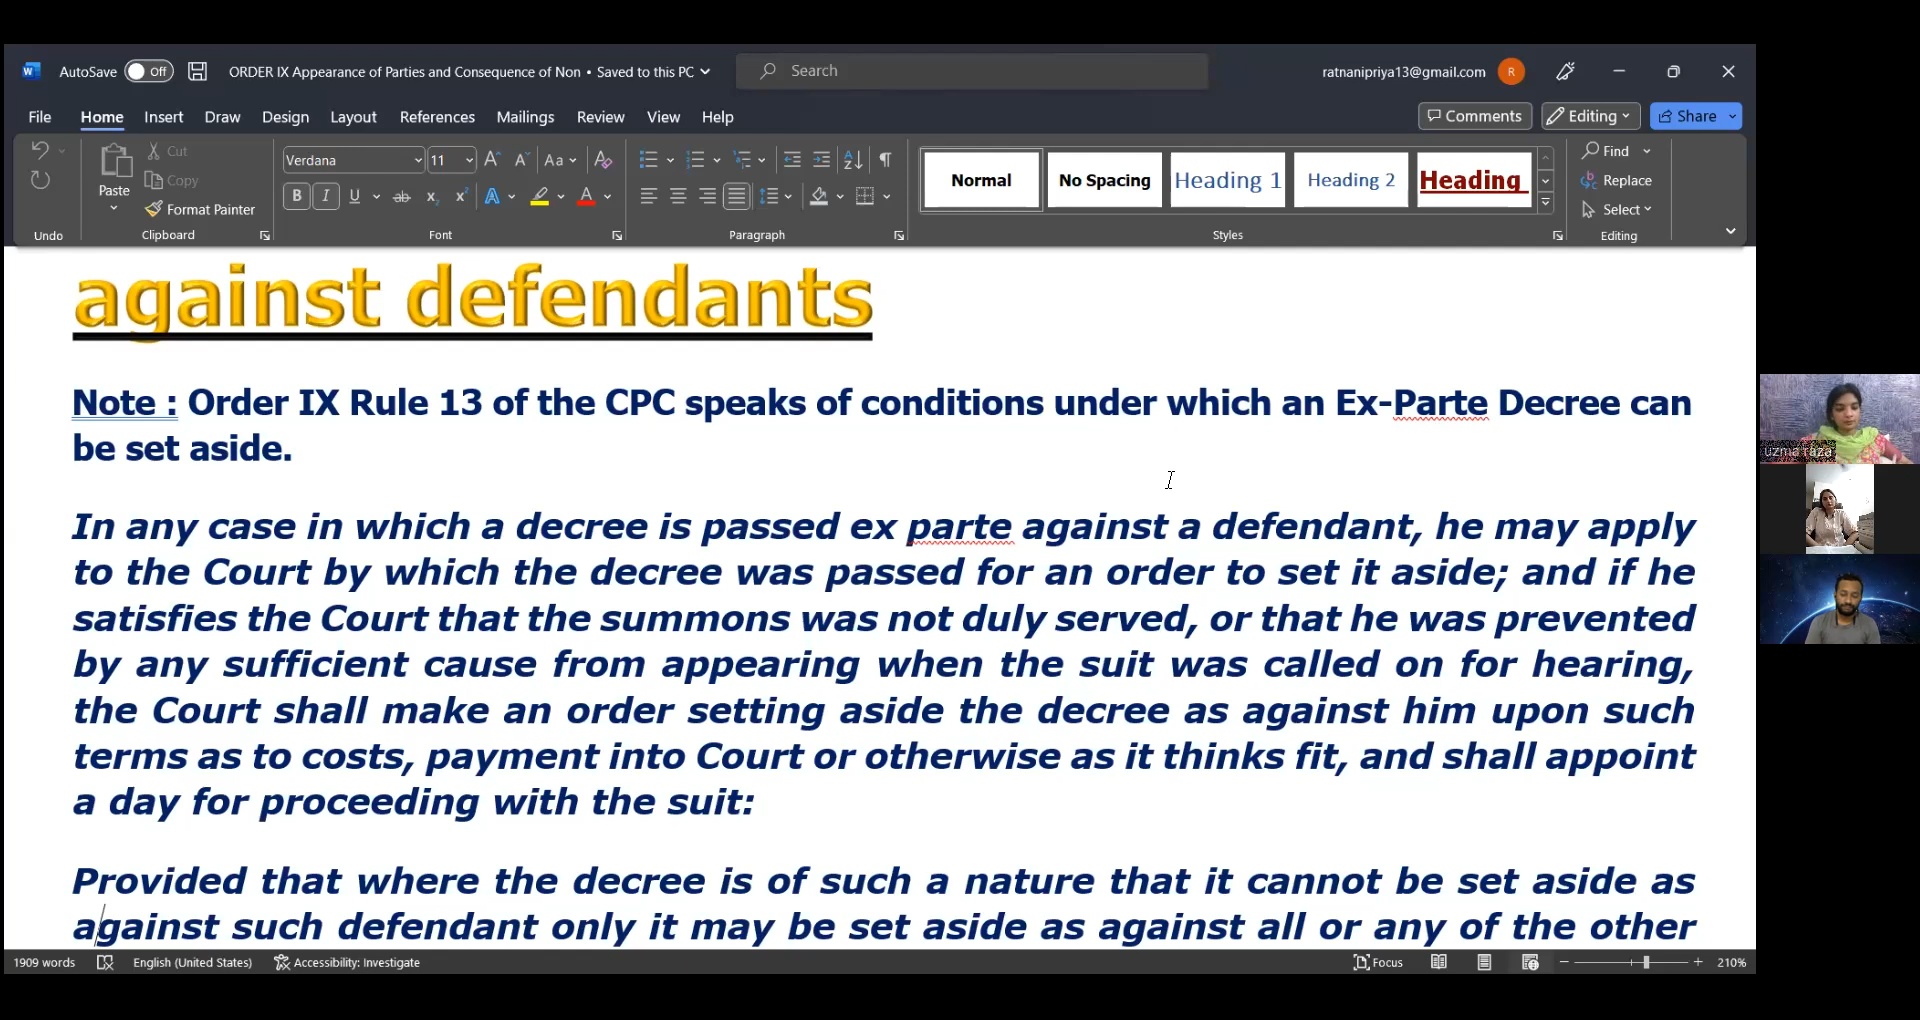 AutoSave Off ORDER IX Appearance of Parties and Consequence of Non • Saved to this PC Search ratnanipriya13@gmail.com R
File Home Insert Draw Design Layout References Mailings Review View Help Comments Editing Share
Paste Cut Copy Format Painter
Verdana 11 Aa
B I U ab x₂ x² A A
Normal No Spacing Heading 1 Heading 2 Heading
Find Replace Select
Undo Clipboard Font Paragraph Styles Editing
against defendants
Note : Order IX Rule 13 of the CPC speaks of conditions under which an Ex-Parte Decree can
be set aside.
In any case in which a decree is passed ex parte against a defendant, he may apply
to the Court by which the decree was passed for an order to set it aside; and if he
satisfies the Court that the summons was not duly served, or that he was prevented
by any sufficient cause from appearing when the suit was called on for hearing,
the Court shall make an order setting aside the decree as against him upon such
terms as to costs, payment into Court or otherwise as it thinks fit, and shall appoint
a day for proceeding with the suit:
Provided that where the decree is of such a nature that it cannot be set aside as
against such defendant only it may be set aside as against all or any of the other
uzma raza
1909 words English (United States) Accessibility: Investigate Focus 210%